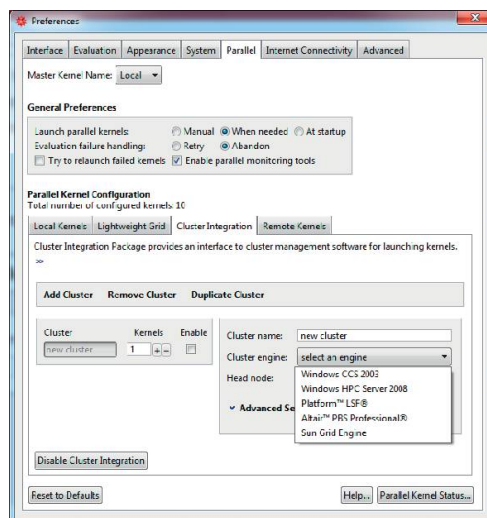 Preferences
Interface Evaluation Appearance System Parallel Internet Connectivity Advanced
Master Kernel Name: Local
General Preferences
Launch parallel kernels: Manual When needed At startup
Evaluation failure handling: Retry Abandon
Try to relaunch failed kernels Enable parallel monitoring tools
Parallel Kernel Configuration
Total number of configured kernels: 10
Local Kernels Lightweight Grid Cluster Integration Remote Kernels
Cluster Integration Package provides an interface to cluster management software for launching kernels.
»
Add Cluster Remove Cluster Duplicate Cluster
Cluster Kernels Enable
new cluster 1 + −
Cluster name: new cluster
Cluster engine: select an engine
Head node:
Windows CCS 2003
Windows HPC Server 2008
Platform™ LSF®
Altair™ PBS Professional®
Sun Grid Engine
Advanced Se
Disable Cluster Integration
Reset to Defaults Help... Parallel Kernel Status...